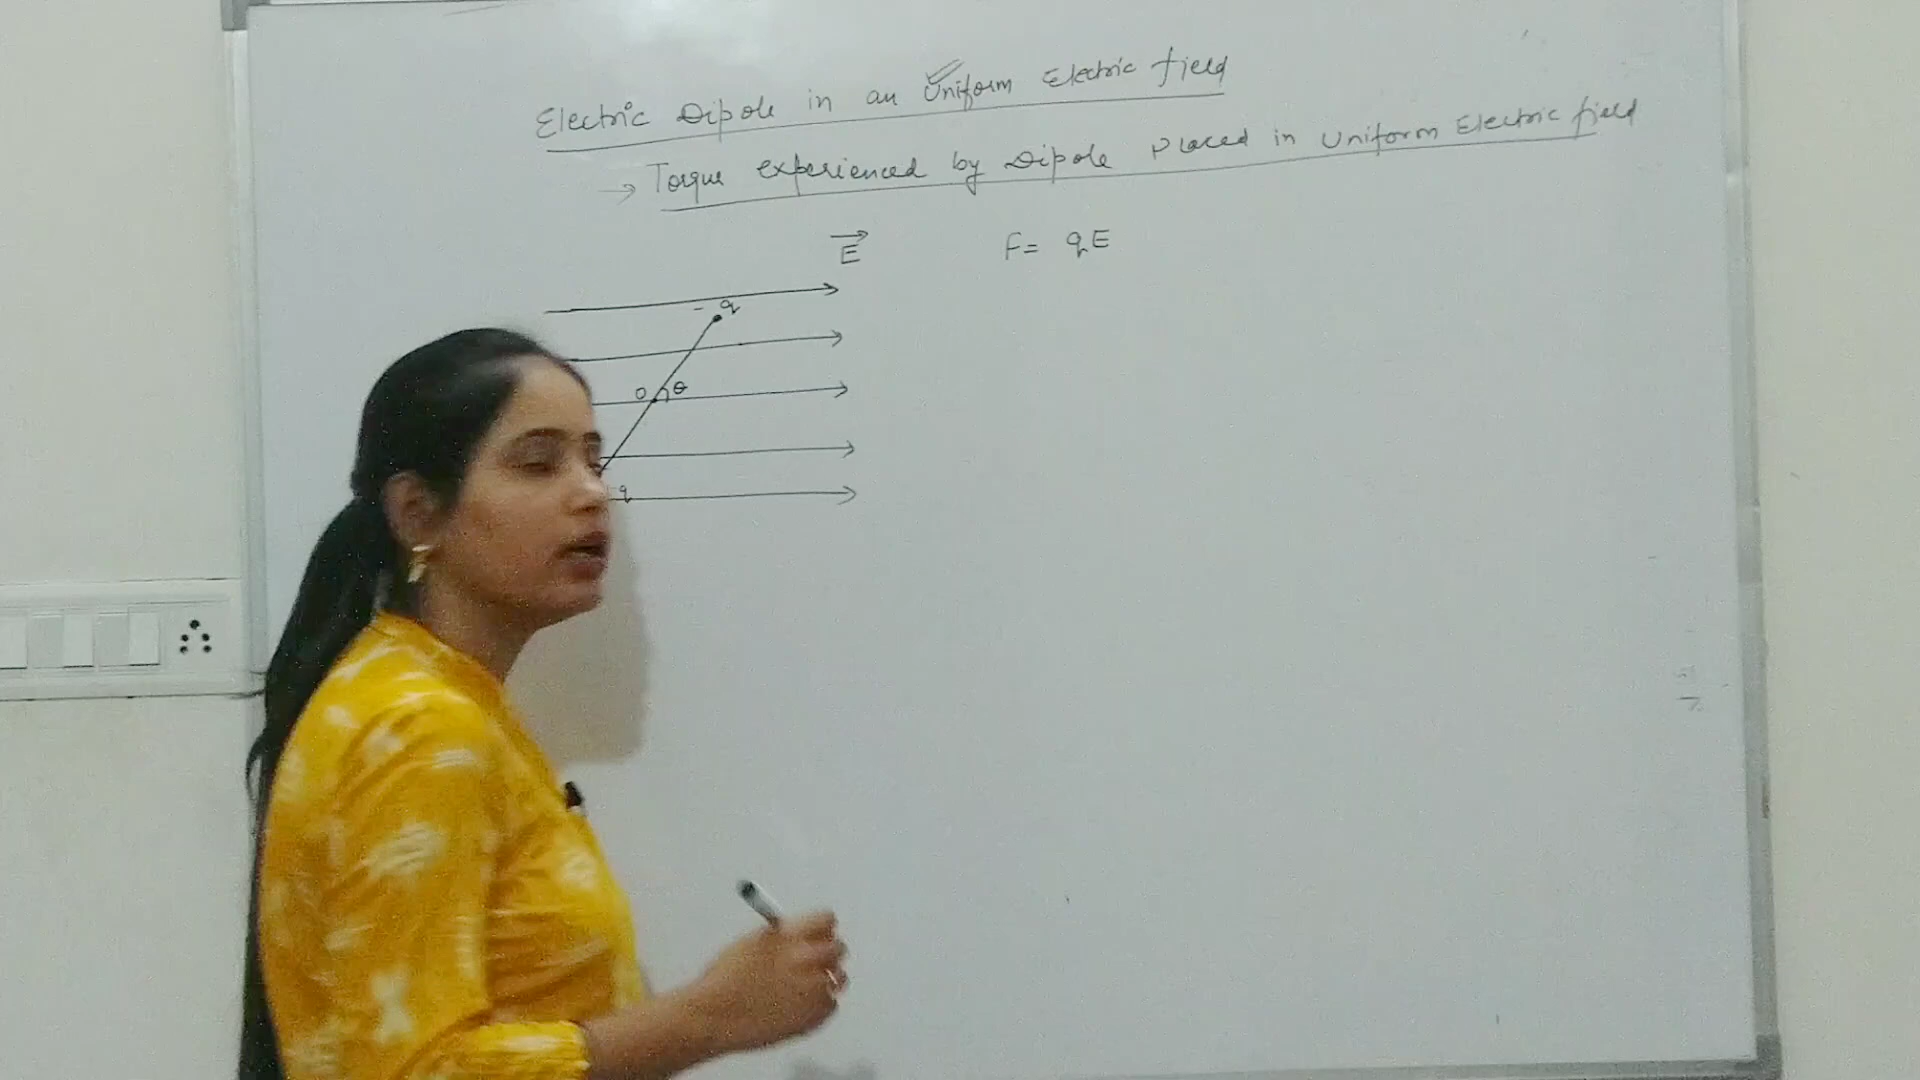 Electric Dipole in an Uniform Electric field
→ Torque experienced by Dipole Placed in Uniform Electric field
E
F = qE
- q
O θ
q